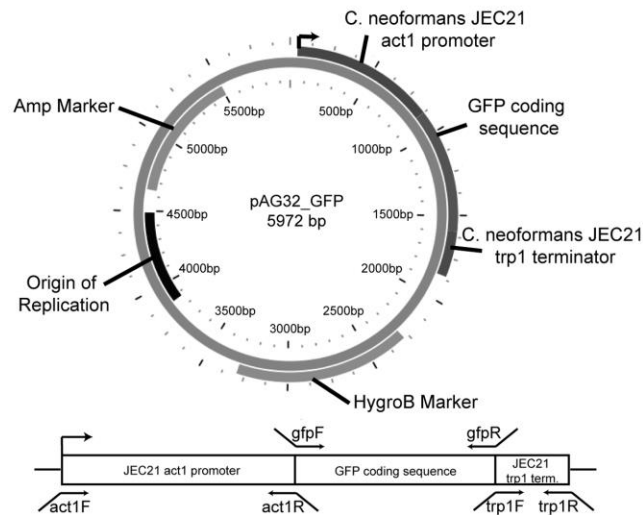 C. neoformans JEC21
act1 promoter
Amp Marker
5500bp
500bp
GFP coding
sequence
5000bp
1000bp
pAG32_GFP
5972 bp
4500bp
1500bp
C. neoformans JEC21
trp1 terminator
Origin of
Replication
4000bp
2000bp
3500bp
3000bp
2500bp
HygroB Marker
gfpF
gfpR
JEC21 act1 promoter
GFP coding sequence
JEC21
trp1 term.
act1F
act1R
trp1F
trp1R